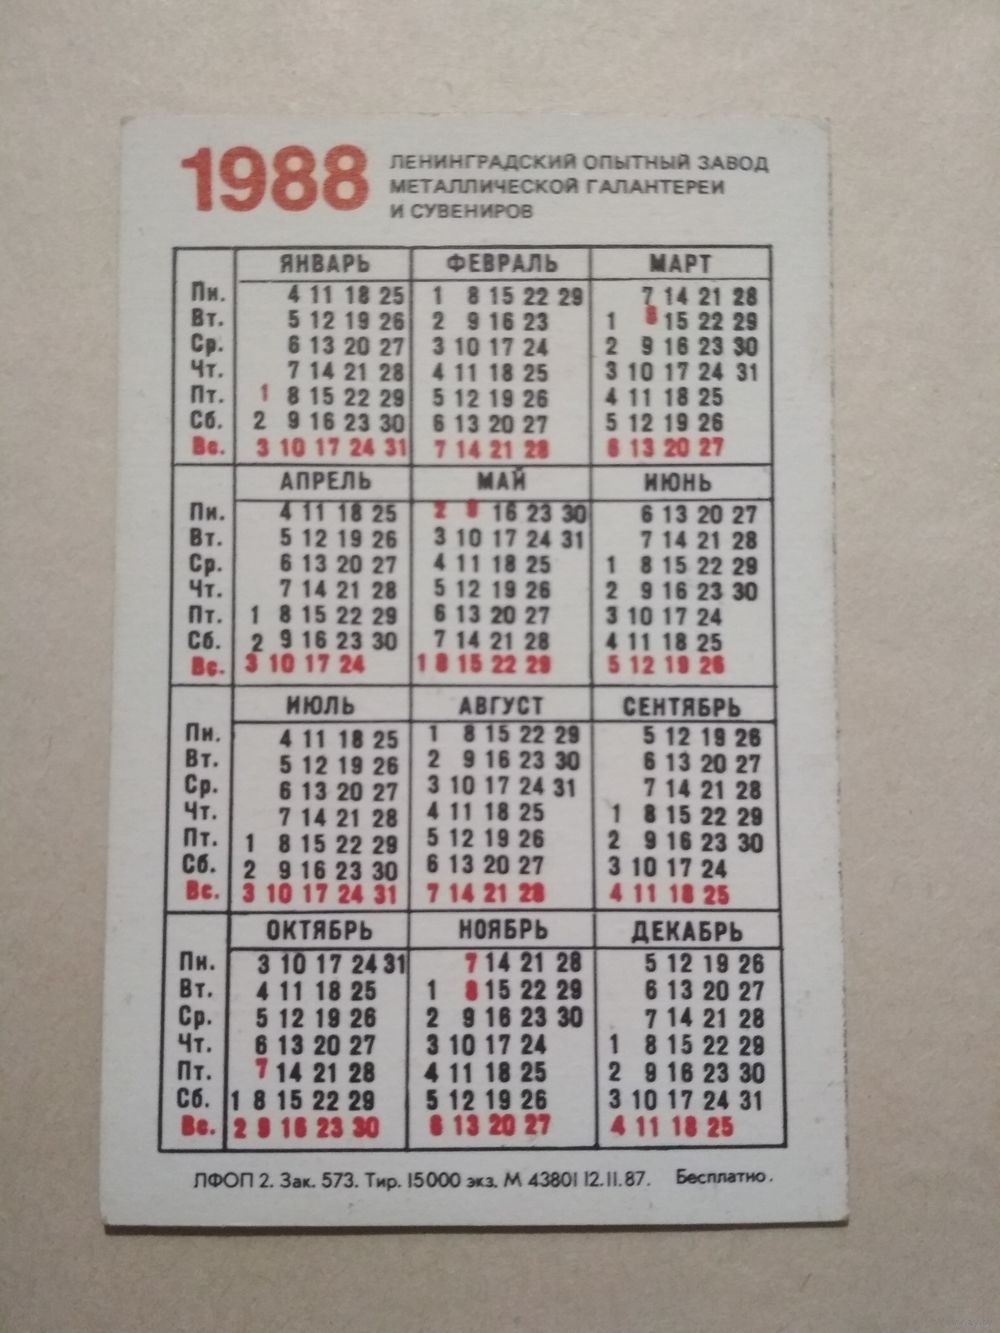 1988
ЛЕНИНГРАДСКИЙ ОПЫТНЫЙ ЗАВОД
МЕТАЛЛИЧЕСКОЙ ГАЛАНТЕРЕИ
И СУВЕНИРОВ
ЯНВАРЬ ФЕВРАЛЬ МАРТ
Пн. 4 11 18 25 1 8 15 22 29 7 14 21 28
Вт. 5 12 19 26 2 9 16 23 1 8 15 22 29
Ср. 6 13 20 27 3 10 17 24 2 9 16 23 30
Чт. 7 14 21 28 4 11 18 25 3 10 17 24 31
Пт. 1 8 15 22 29 5 12 19 26 4 11 18 25
Сб. 2 9 16 23 30 6 13 20 27 5 12 19 26
Вс. 3 10 17 24 31 7 14 21 28 6 13 20 27
АПРЕЛЬ МАЙ ИЮНЬ
Пн. 4 11 18 25 2 9 16 23 30 6 13 20 27
Вт. 5 12 19 26 3 10 17 24 31 7 14 21 28
Ср. 6 13 20 27 4 11 18 25 1 8 15 22 29
Чт. 7 14 21 28 5 12 19 26 2 9 16 23 30
Пт. 1 8 15 22 29 6 13 20 27 3 10 17 24
Сб. 2 9 16 23 30 7 14 21 28 4 11 18 25
Вс. 3 10 17 24 1 8 15 22 29 5 12 19 26
ИЮЛЬ АВГУСТ СЕНТЯБРЬ
Пн. 4 11 18 25 1 8 15 22 29 5 12 19 26
Вт. 5 12 19 26 2 9 16 23 30 6 13 20 27
Ср. 6 13 20 27 3 10 17 24 31 7 14 21 28
Чт. 7 14 21 28 4 11 18 25 1 8 15 22 29
Пт. 1 8 15 22 29 5 12 19 26 2 9 16 23 30
Сб. 2 9 16 23 30 6 13 20 27 3 10 17 24
Вс. 3 10 17 24 31 7 14 21 28 4 11 18 25
ОКТЯБРЬ НОЯБРЬ ДЕКАБРЬ
Пн. 3 10 17 24 31 7 14 21 28 5 12 19 26
Вт. 4 11 18 25 1 8 15 22 29 6 13 20 27
Ср. 5 12 19 26 2 9 16 23 30 7 14 21 28
Чт. 6 13 20 27 3 10 17 24 1 8 15 22 29
Пт. 7 14 21 28 4 11 18 25 2 9 16 23 30
Сб. 1 8 15 22 29 5 12 19 26 3 10 17 24 31
Вс. 2 9 16 23 30 6 13 20 27 4 11 18 25
ЛФОП 2. Зак. 573. Тир. 15000 экз. М 43801 12.11.87. Бесплатно.